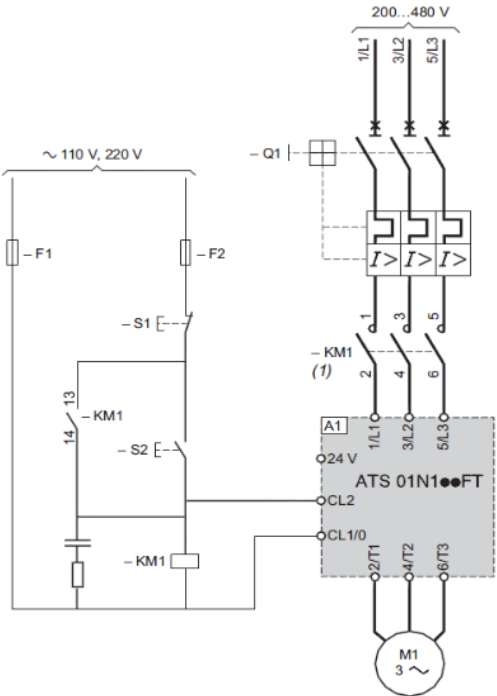 200...480 V
1/L1
3/L2
5/L3
– Q1
~ 110 V, 220 V
– F1
– F2
I>
I>
I>
– S1
1
3
5
– KM1
(1)
2
4
6
13
– KM1
14
A1
1/L1
3/L2
5/L3
– S2
24 V
ATS 01N1●●FT
CL2
CL1/0
– KM1
2/T1
4/T2
6/T3
M1
3 ~